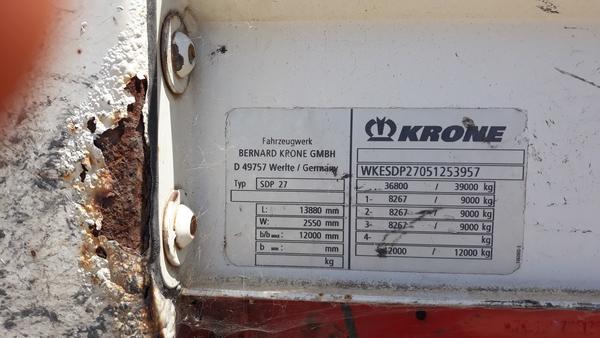 Fahrzeugwerk
BERNARD KRONE GMBH
D 49757 Werlte / Germany
Typ SDP 27
L: 13880 mm
W: 2550 mm
b/b MAX : 12000 mm
b MIN : mm
kg
KRONE
WKESDP27051253957
36800 / 39000 kg
1- 8267 / 9000 kg
2- 8267 / 9000 kg
3- 8267 / 9000 kg
4- kg
12000 / 12000 kg